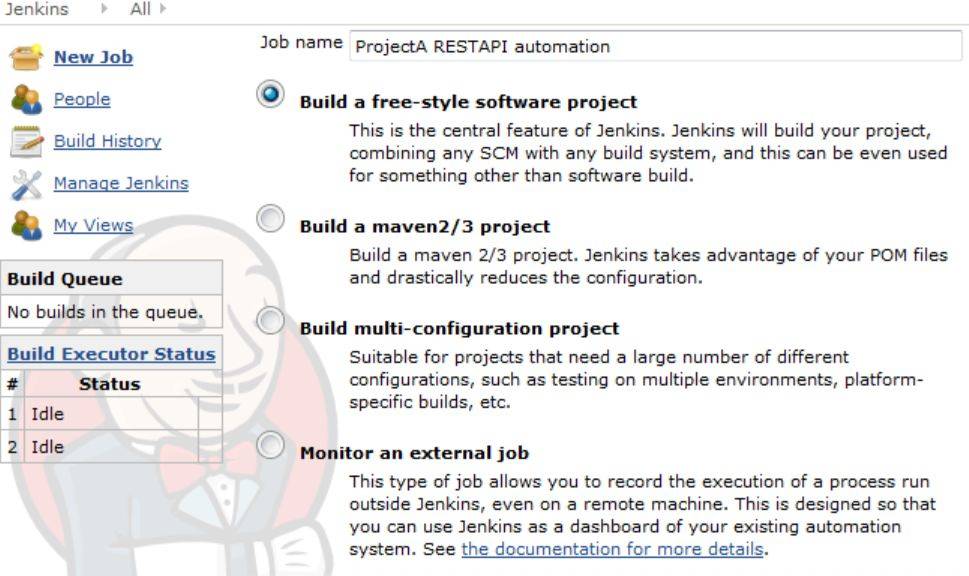 Jenkins All
New Job
People
Build History
Manage Jenkins
My Views
Build Queue
No builds in the queue.
Build Executor Status
# Status
1 Idle
2 Idle
Job name ProjectA RESTAPI automation
Build a free-style software project
This is the central feature of Jenkins. Jenkins will build your project,
combining any SCM with any build system, and this can be even used
for something other than software build.
Build a maven2/3 project
Build a maven 2/3 project. Jenkins takes advantage of your POM files
and drastically reduces the configuration.
Build multi-configuration project
Suitable for projects that need a large number of different
configurations, such as testing on multiple environments, platform-
specific builds, etc.
Monitor an external job
This type of job allows you to record the execution of a process run
outside Jenkins, even on a remote machine. This is designed so that
you can use Jenkins as a dashboard of your existing automation
system. See the documentation for more details.